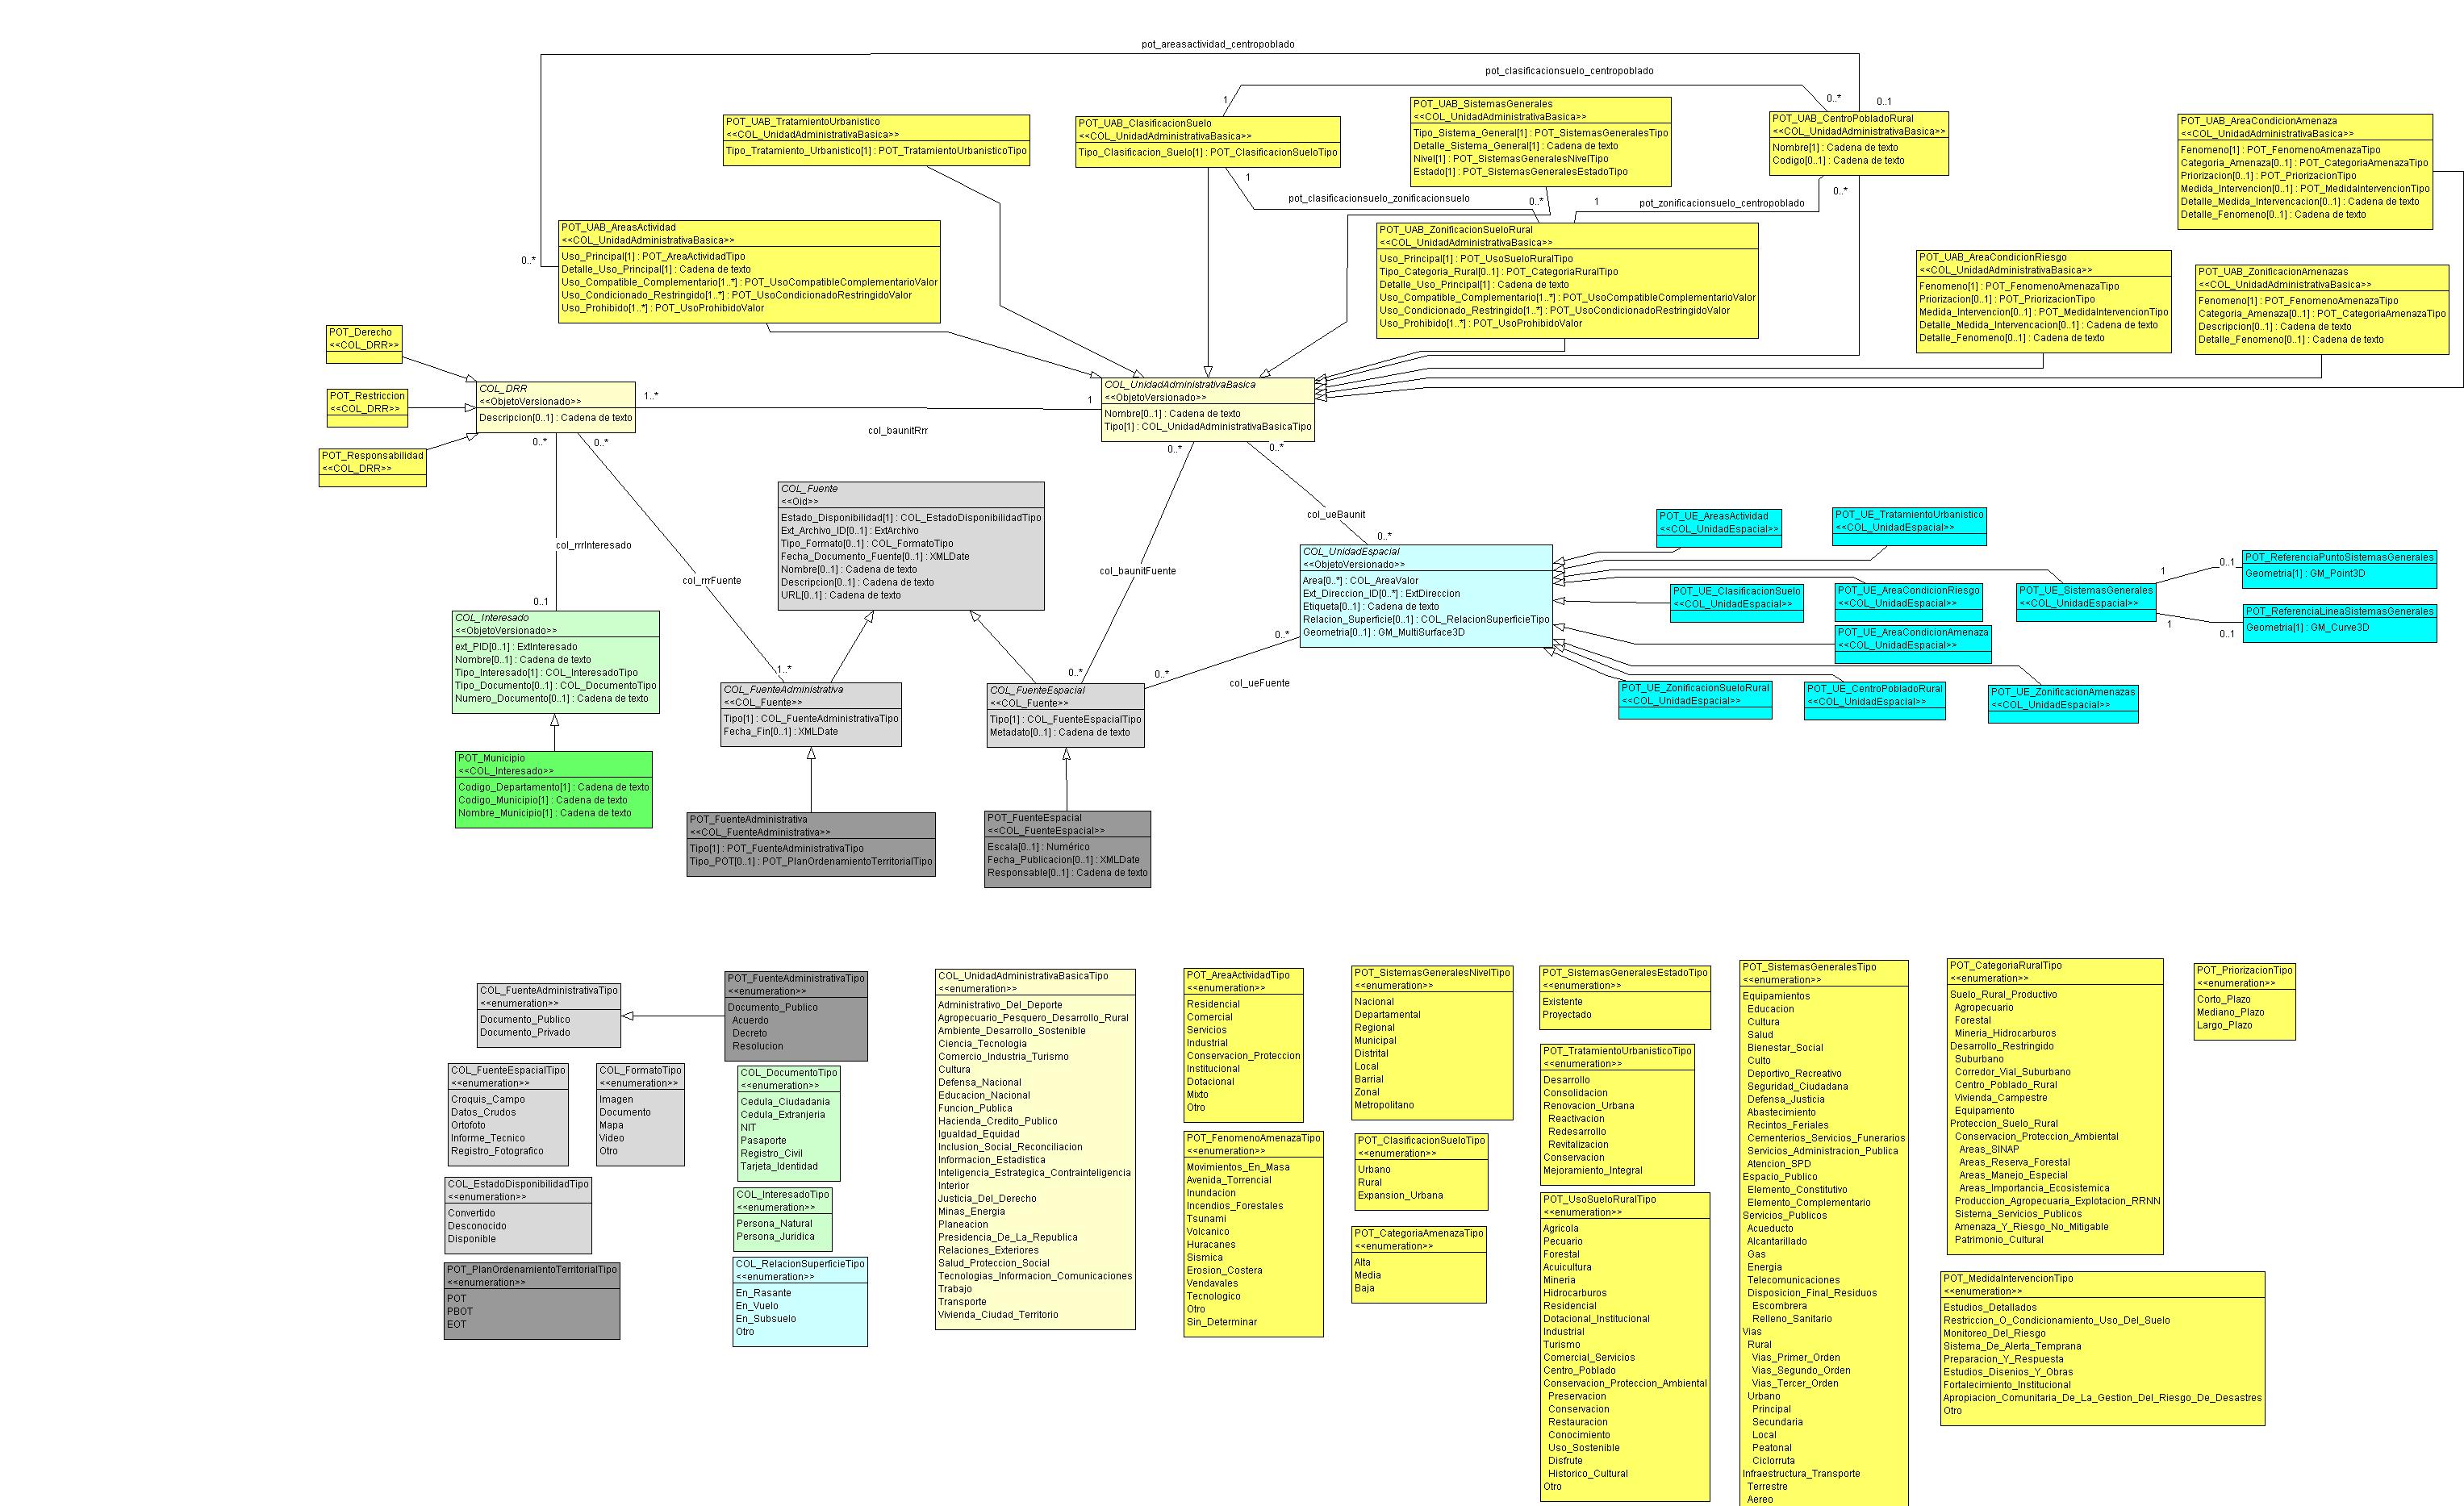 pot_areasactividad_centropoblado
pot_clasificacionsuelo_centropoblado
1
0..*
0..1
POT_UAB_TratamientoUrbanistico
<<COL_UnidadAdministrativaBasica>>
Tipo_Tratamiento_Urbanistico[1] : POT_TratamientoUrbanisticoTipo
POT_UAB_ClasificacionSuelo
<<COL_UnidadAdministrativaBasica>>
Tipo_Clasificacion_Suelo[1] : POT_ClasificacionSueloTipo
1
POT_UAB_SistemasGenerales
<<COL_UnidadAdministrativaBasica>>
Tipo_Sistema_General[1] : POT_SistemasGeneralesTipo
Detalle_Sistema_General[1] : Cadena de texto
Nivel[1] : POT_SistemasGeneralesNivelTipo
Estado[1] : POT_SistemasGeneralesEstadoTipo
POT_UAB_CentroPobladoRural
<<COL_UnidadAdministrativaBasica>>
Nombre[1] : Cadena de texto
Codigo[0..1] : Cadena de texto
0..*
POT_UAB_AreaCondicionAmenaza
<<COL_UnidadAdministrativaBasica>>
Fenomeno[1] : POT_FenomenoAmenazaTipo
Categoria_Amenaza[0..1] : POT_CategoriaAmenazaTipo
Priorizacion[0..1] : POT_PriorizacionTipo
Medida_Intervencion[0..1] : POT_MedidaIntervencionTipo
Detalle_Medida_Intervencacion[0..1] : Cadena de texto
Detalle_Fenomeno[0..1] : Cadena de texto
pot_clasificacionsuelo_zonificacionsuelo
0..*
1
pot_zonificacionsuelo_centropoblado
POT_UAB_AreasActividad
<<COL_UnidadAdministrativaBasica>>
Uso_Principal[1] : POT_AreaActividadTipo
Detalle_Uso_Principal[1] : Cadena de texto
Uso_Compatible_Complementario[1..*] : POT_UsoCompatibleComplementarioValor
Uso_Condicionado_Restringido[1..*] : POT_UsoCondicionadoRestringidoValor
Uso_Prohibido[1..*] : POT_UsoProhibidoValor
0..*
POT_UAB_ZonificacionSueloRural
<<COL_UnidadAdministrativaBasica>>
Uso_Principal[1] : POT_UsoSueloRuralTipo
Tipo_Categoria_Rural[0..1] : POT_CategoriaRuralTipo
Detalle_Uso_Principal[1] : Cadena de texto
Uso_Compatible_Complementario[1..*] : POT_UsoCompatibleComplementarioValor
Uso_Condicionado_Restringido[1..*] : POT_UsoCondicionadoRestringidoValor
Uso_Prohibido[1..*] : POT_UsoProhibidoValor
POT_UAB_AreaCondicionRiesgo
<<COL_UnidadAdministrativaBasica>>
Fenomeno[1] : POT_FenomenoAmenazaTipo
Priorizacion[0..1] : POT_PriorizacionTipo
Medida_Intervencion[0..1] : POT_MedidaIntervencionTipo
Detalle_Medida_Intervencacion[0..1] : Cadena de texto
Detalle_Fenomeno[0..1] : Cadena de texto
POT_UAB_ZonificacionAmenazas
<<COL_UnidadAdministrativaBasica>>
Fenomeno[1] : POT_FenomenoAmenazaTipo
Categoria_Amenaza[0..1] : POT_CategoriaAmenazaTipo
Descripcion[0..1] : Cadena de texto
Detalle_Fenomeno[0..1] : Cadena de texto
POT_Derecho
<<COL_DRR>>
POT_Restriccion
<<COL_DRR>>
POT_Responsabilidad
<<COL_DRR>>
COL_DRR
<<ObjetoVersionado>>
Descripcion[0..1] : Cadena de texto
1..*
1
col_baunitRrr
COL_UnidadAdministrativaBasica
<<ObjetoVersionado>>
Nombre[0..1] : Cadena de texto
Tipo[1] : COL_UnidadAdministrativaBasicaTipo
0..*
0..*
0..*
0..*
COL_Fuente
<<Oid>>
Estado_Disponibilidad[1] : COL_EstadoDisponibilidadTipo
Ext_Archivo_ID[0..1] : ExtArchivo
Tipo_Formato[0..1] : COL_FormatoTipo
Fecha_Documento_Fuente[0..1] : XMLDate
Nombre[0..1] : Cadena de texto
Descripcion[0..1] : Cadena de texto
URL[0..1] : Cadena de texto
col_rrrInteresado
col_rrrFuente
col_baunitFuente
col_ueBaunit
0..*
0..1
COL_UnidadEspacial
<<ObjetoVersionado>>
Area[0..*] : COL_AreaValor
Ext_Direccion_ID[0..*] : ExtDireccion
Etiqueta[0..1] : Cadena de texto
Relacion_Superficie[0..1] : COL_RelacionSuperficieTipo
Geometria[0..1] : GM_MultiSurface3D
0..*
POT_UE_AreasActividad
<<COL_UnidadEspacial>>
POT_UE_TratamientoUrbanistico
<<COL_UnidadEspacial>>
POT_UE_ClasificacionSuelo
<<COL_UnidadEspacial>>
POT_UE_AreaCondicionRiesgo
<<COL_UnidadEspacial>>
POT_UE_SistemasGenerales
<<COL_UnidadEspacial>>
1
0..1
POT_ReferenciaPuntoSistemasGenerales
Geometria[1] : GM_Point3D
POT_ReferenciaLineaSistemasGenerales
Geometria[1] : GM_Curve3D
1
0..1
POT_UE_AreaCondicionAmenaza
<<COL_UnidadEspacial>>
POT_UE_ZonificacionSueloRural
<<COL_UnidadEspacial>>
POT_UE_CentroPobladoRural
<<COL_UnidadEspacial>>
POT_UE_ZonificacionAmenazas
<<COL_UnidadEspacial>>
COL_Interesado
<<ObjetoVersionado>>
ext_PID[0..1] : ExtInteresado
Nombre[0..1] : Cadena de texto
Tipo_Interesado[1] : COL_InteresadoTipo
Tipo_Documento[0..1] : COL_DocumentoTipo
Numero_Documento[0..1] : Cadena de texto
1..*
0..*
0..*
col_ueFuente
COL_FuenteAdministrativa
<<COL_Fuente>>
Tipo[1] : COL_FuenteAdministrativaTipo
Fecha_Fin[0..1] : XMLDate
COL_FuenteEspacial
<<COL_Fuente>>
Tipo[1] : COL_FuenteEspacialTipo
Metadato[0..1] : Cadena de texto
POT_Municipio
<<COL_Interesado>>
Codigo_Departamento[1] : Cadena de texto
Codigo_Municipio[1] : Cadena de texto
Nombre_Municipio[1] : Cadena de texto
POT_FuenteAdministrativa
<<COL_FuenteAdministrativa>>
Tipo[1] : POT_FuenteAdministrativaTipo
Tipo_POT[0..1] : POT_PlanOrdenamientoTerritorialTipo
POT_FuenteEspacial
<<COL_FuenteEspacial>>
Escala[0..1] : Numérico
Fecha_Publicacion[0..1] : XMLDate
Responsable[0..1] : Cadena de texto
COL_FuenteAdministrativaTipo
<<enumeration>>
Documento_Publico
Documento_Privado
POT_FuenteAdministrativaTipo
<<enumeration>>
Documento_Publico
Acuerdo
Decreto
Resolucion
COL_FuenteEspacialTipo
<<enumeration>>
Croquis_Campo
Datos_Crudos
Ortofoto
Informe_Tecnico
Registro_Fotografico
COL_FormatoTipo
<<enumeration>>
Imagen
Documento
Mapa
Video
Otro
COL_DocumentoTipo
<<enumeration>>
Cedula_Ciudadania
Cedula_Extranjeria
NIT
Pasaporte
Registro_Civil
Tarjeta_Identidad
COL_EstadoDisponibilidadTipo
<<enumeration>>
Convertido
Desconocido
Disponible
COL_InteresadoTipo
<<enumeration>>
Persona_Natural
Persona_Juridica
POT_PlanOrdenamientoTerritorialTipo
<<enumeration>>
POT
PBOT
EOT
COL_RelacionSuperficieTipo
<<enumeration>>
En_Rasante
En_Vuelo
En_Subsuelo
Otro
COL_UnidadAdministrativaBasicaTipo
<<enumeration>>
Administrativo_Del_Deporte
Agropecuario_Pesquero_Desarrollo_Rural
Ambiente_Desarrollo_Sostenible
Ciencia_Tecnologia
Comercio_Industria_Turismo
Cultura
Defensa_Nacional
Educacion_Nacional
Funcion_Publica
Hacienda_Credito_Publico
Igualdad_Equidad
Inclusion_Social_Reconciliacion
Informacion_Estadistica
Inteligencia_Estrategica_Contrainteligencia
Interior
Justicia_Del_Derecho
Minas_Energia
Planeacion
Presidencia_De_La_Republica
Relaciones_Exteriores
Salud_Proteccion_Social
Tecnologias_Informacion_Comunicaciones
Trabajo
Transporte
Vivienda_Ciudad_Territorio
POT_AreaActividadTipo
<<enumeration>>
Residencial
Comercial
Servicios
Industrial
Conservacion_Proteccion
Institucional
Dotacional
Mixto
Otro
POT_FenomenoAmenazaTipo
<<enumeration>>
Movimientos_En_Masa
Avenida_Torrencial
Inundacion
Incendios_Forestales
Tsunami
Volcanico
Huracanes
Sismica
Erosion_Costera
Vendavales
Tecnologico
Otro
Sin_Determinar
POT_SistemasGeneralesNivelTipo
<<enumeration>>
Nacional
Departamental
Regional
Municipal
Distrital
Local
Barrial
Zonal
Metropolitano
POT_ClasificacionSueloTipo
<<enumeration>>
Urbano
Rural
Expansion_Urbana
POT_CategoriaAmenazaTipo
<<enumeration>>
Alta
Media
Baja
POT_SistemasGeneralesEstadoTipo
<<enumeration>>
Existente
Proyectado
POT_TratamientoUrbanisticoTipo
<<enumeration>>
Desarrollo
Consolidacion
Renovacion_Urbana
Reactivacion
Redesarrollo
Revitalizacion
Conservacion
Mejoramiento_Integral
POT_UsoSueloRuralTipo
<<enumeration>>
Agricola
Pecuario
Forestal
Acuicultura
Mineria
Hidrocarburos
Residencial
Dotacional_Institucional
Industrial
Turismo
Comercial_Servicios
Centro_Poblado
Conservacion_Proteccion_Ambiental
Preservacion
Conservacion
Restauracion
Conocimiento
Uso_Sostenible
Disfrute
Historico_Cultural
Otro
POT_SistemasGeneralesTipo
<<enumeration>>
Equipamientos
Educacion
Cultura
Salud
Bienestar_Social
Culto
Deportivo_Recreativo
Seguridad_Ciudadana
Defensa_Justicia
Abastecimiento
Recintos_Feriales
Cementerios_Servicios_Funerarios
Servicios_Administracion_Publica
Atencion_SPD
Espacio_Publico
Elemento_Constitutivo
Elemento_Complementario
Servicios_Publicos
Acueducto
Alcantarillado
Gas
Energia
Telecomunicaciones
Disposicion_Final_Residuos
Escombrera
Relleno_Sanitario
Vias
Rural
Vias_Primer_Orden
Vias_Segundo_Orden
Vias_Tercer_Orden
Urbano
Principal
Secundaria
Local
Peatonal
Ciclorruta
Infraestructura_Transporte
Terrestre
Aereo
POT_CategoriaRuralTipo
<<enumeration>>
Suelo_Rural_Productivo
Agropecuario
Forestal
Mineria_Hidrocarburos
Desarrollo_Restringido
Suburbano
Corredor_Vial_Suburbano
Centro_Poblado_Rural
Vivienda_Campestre
Equipamento
Proteccion_Suelo_Rural
Conservacion_Proteccion_Ambiental
Areas_SINAP
Areas_Reserva_Forestal
Areas_Manejo_Especial
Areas_Importancia_Ecosistemica
Produccion_Agropecuaria_Explotacion_RRNN
Sistema_Servicios_Publicos
Amenaza_Y_Riesgo_No_Mitigable
Patrimonio_Cultural
POT_MedidaIntervencionTipo
<<enumeration>>
Estudios_Detallados
Restriccion_O_Condicionamiento_Uso_Del_Suelo
Monitoreo_Del_Riesgo
Sistema_De_Alerta_Temprana
Preparacion_Y_Respuesta
Estudios_Disenios_Y_Obras
Fortalecimiento_Institucional
Apropiacion_Comunitaria_De_La_Gestion_Del_Riesgo_De_Desastres
Otro
POT_PriorizacionTipo
<<enumeration>>
Corto_Plazo
Mediano_Plazo
Largo_Plazo